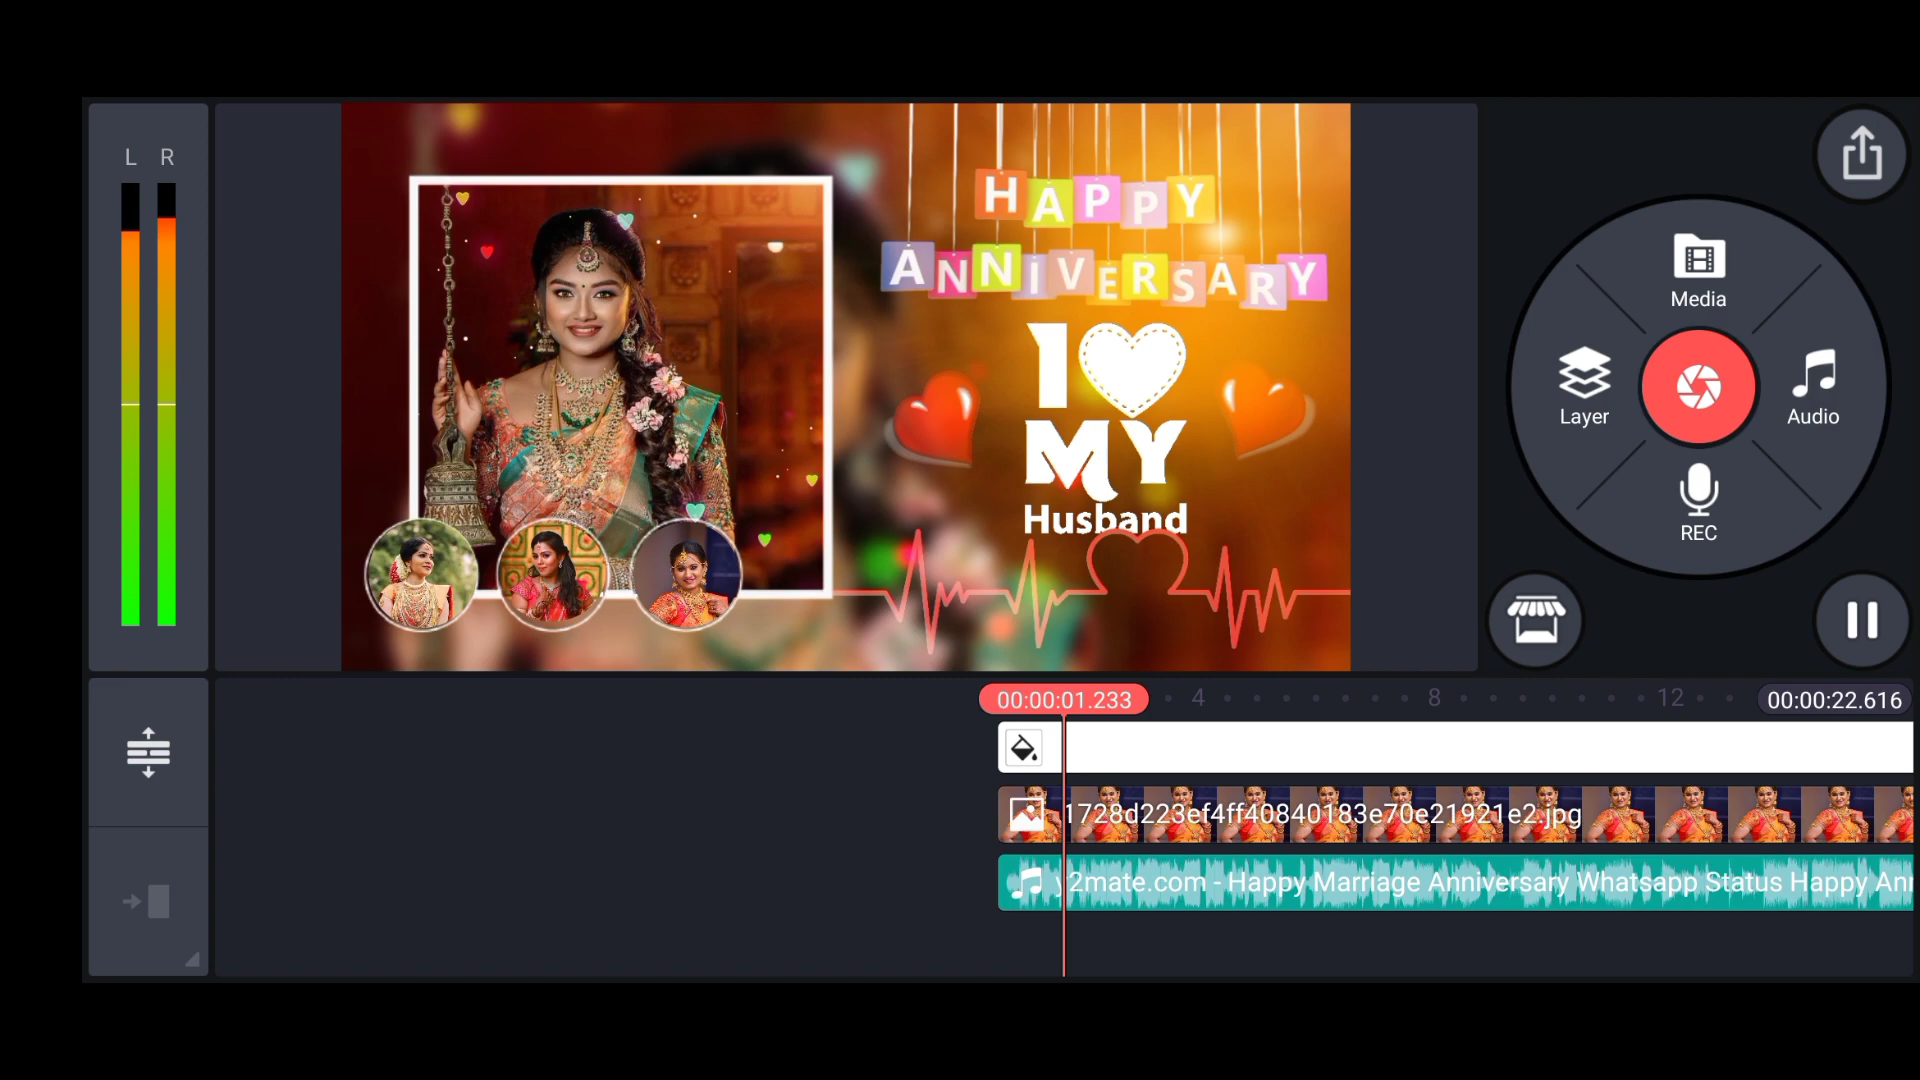 L R
HAPPY
ANNIVERSARY
I
MY
Husband
Media
Layer
Audio
REC
00:00:01.233
4
8
12
00:00:22.616
1728d223ef4ff40840183e70e21921e2.jpg
y2mate.com - Happy Marriage Anniversary Whatsapp Status Happy Ann